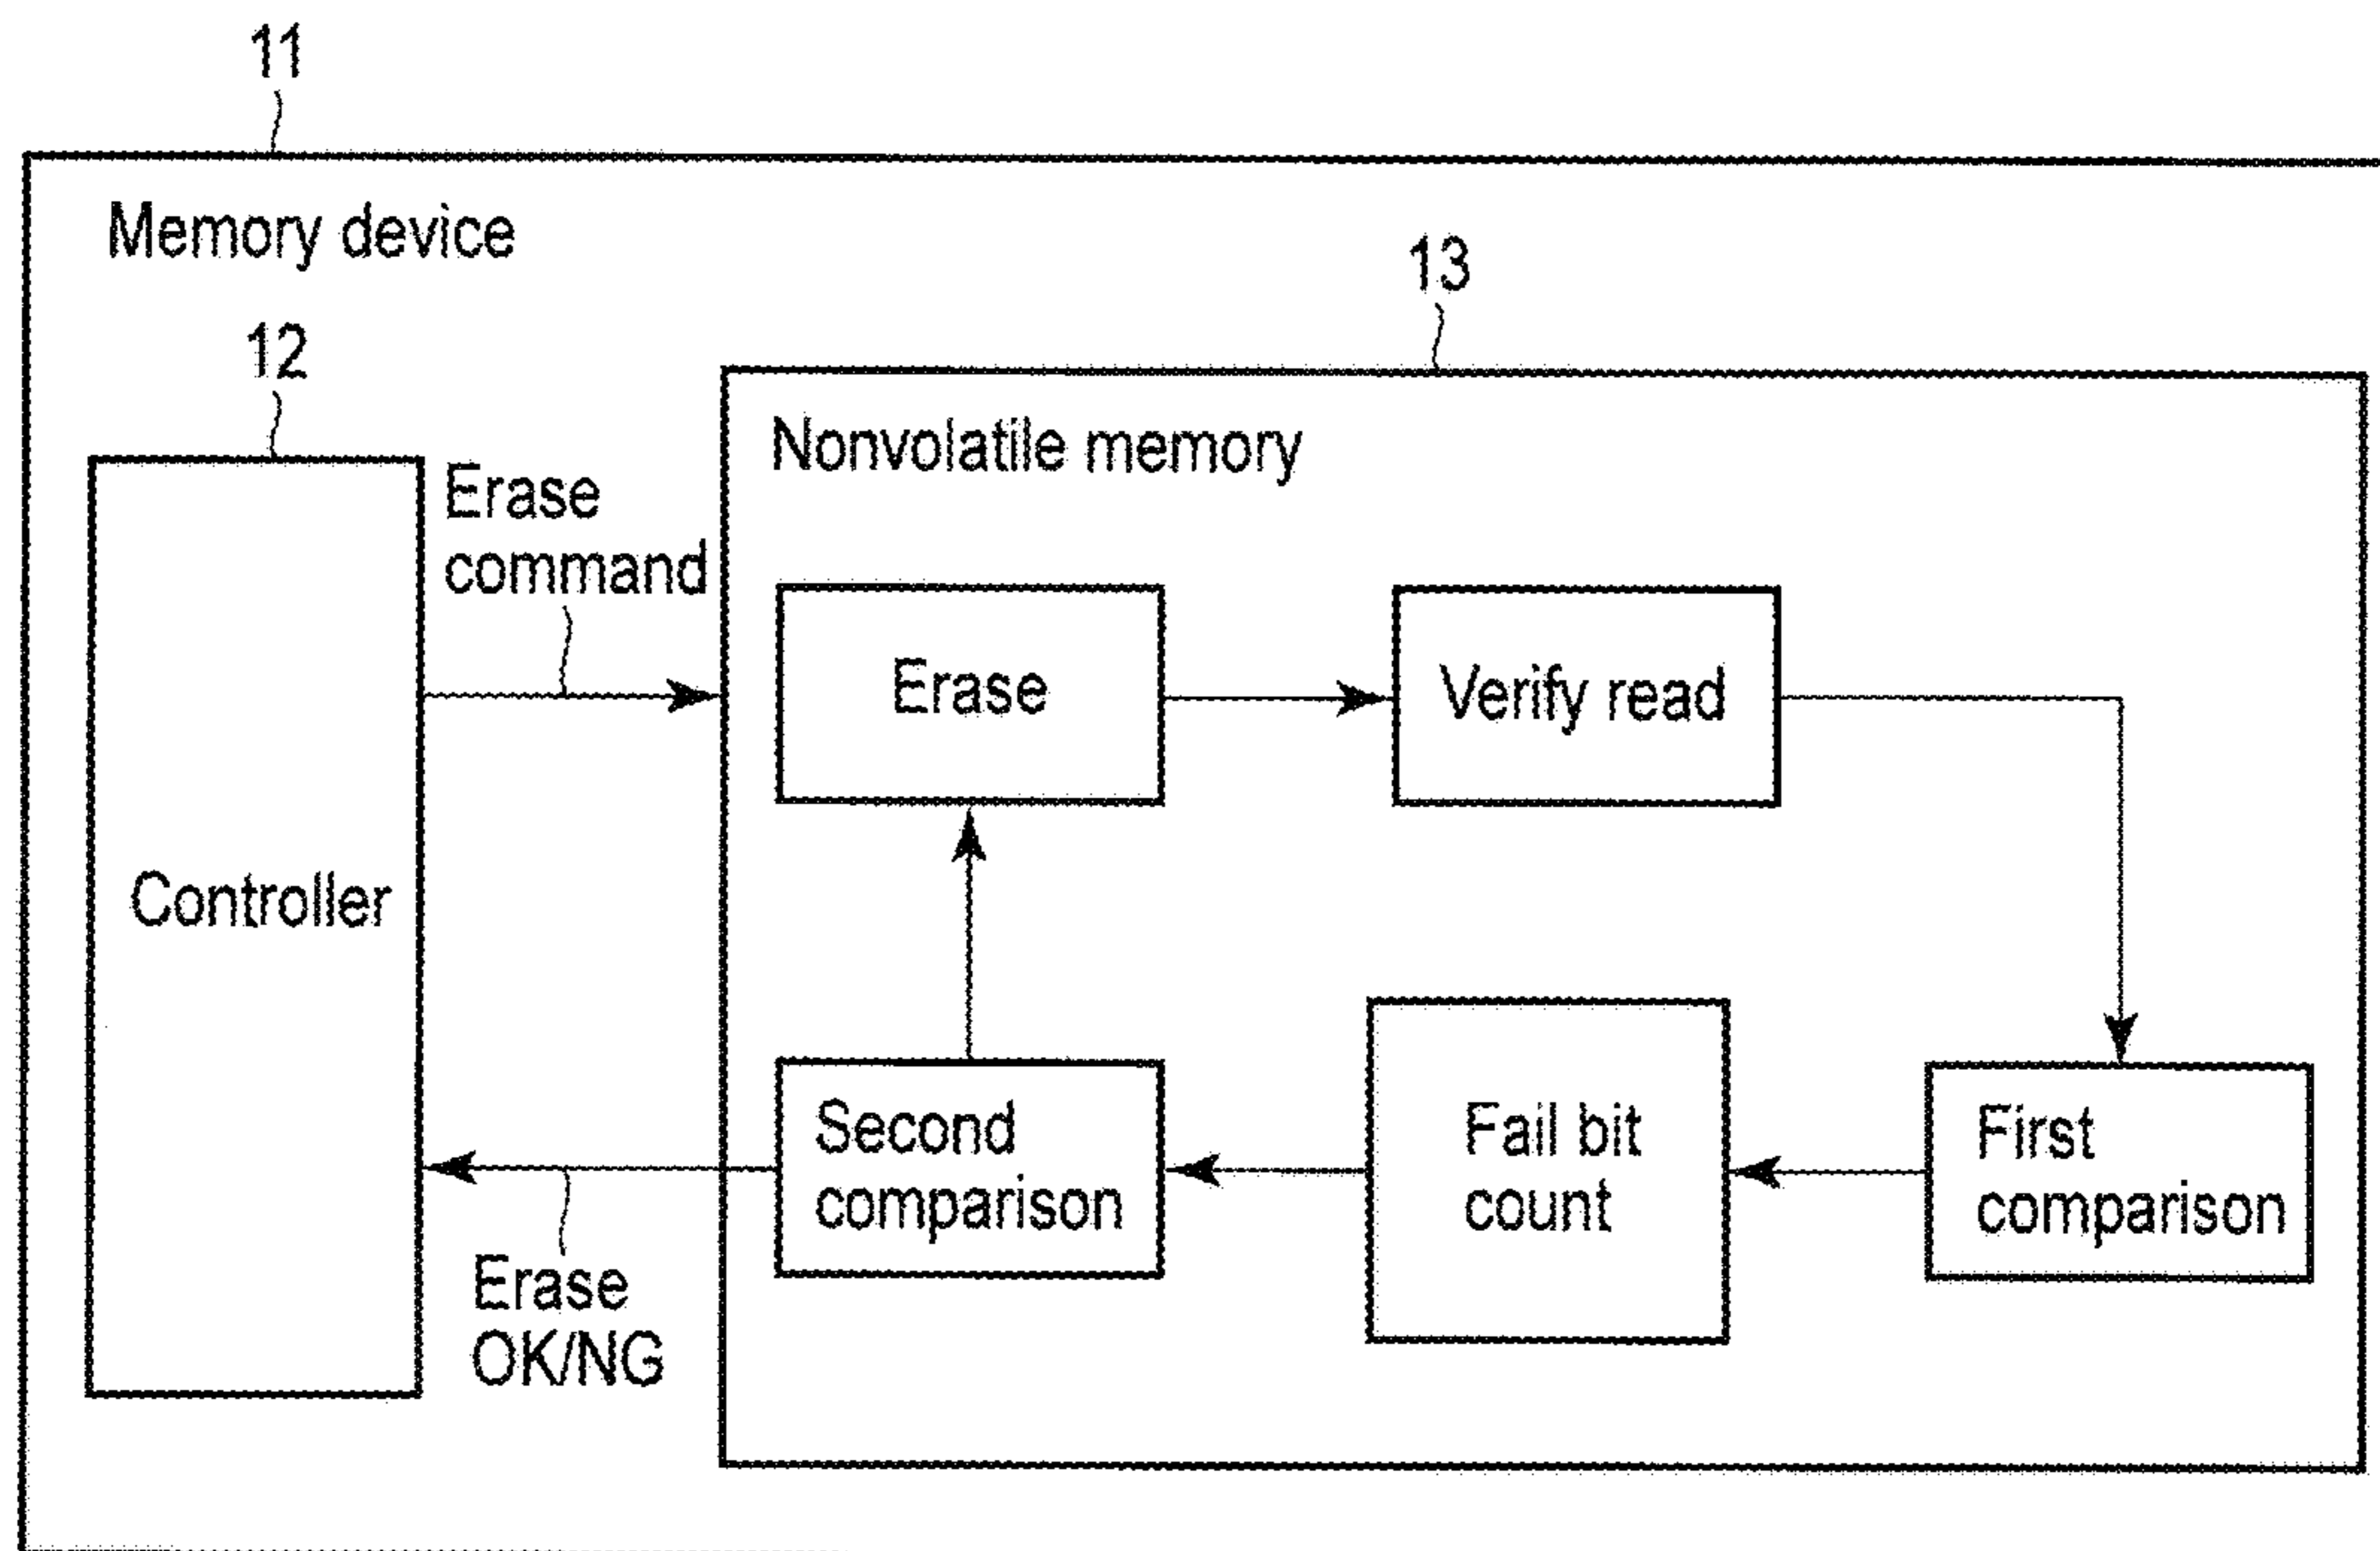 11
Memory device
13
12
Nonvolatile memory
Erase
command
Erase
Verify read
Controller
Second
comparison
Fail bit
count
First
comparison
Erase
OK/NG